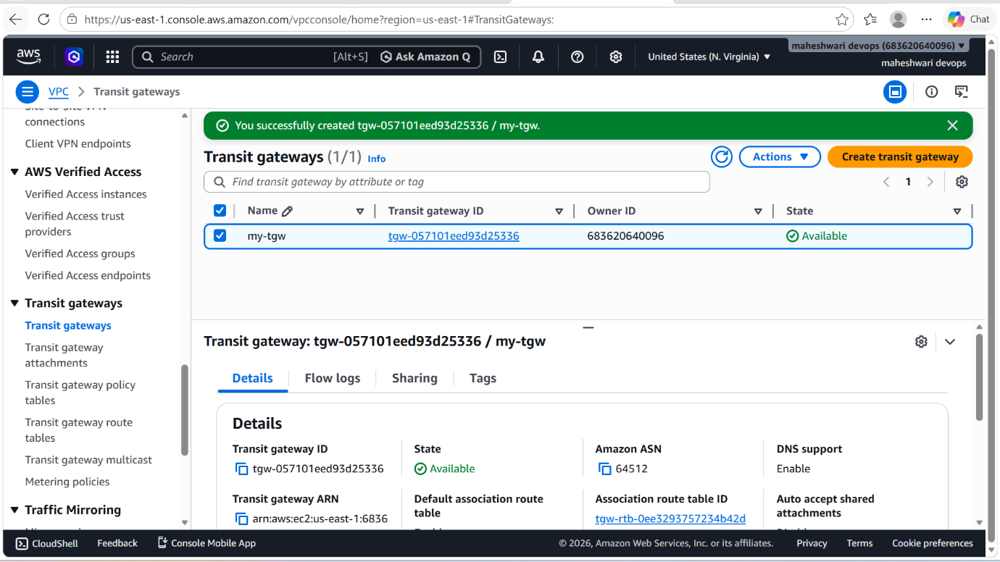 https://us-east-1.console.aws.amazon.com/vpcconsole/home?region=us-east-1#TransitGateways:
Chat
aws
Search
[Alt+S]
Ask Amazon Q
United States (N. Virginia)
maheshwari devops (683620640096)
maheshwari devops
VPC
Transit gateways
Site-to-Site VPN
connections
Client VPN endpoints
AWS Verified Access
Verified Access instances
Verified Access trust
providers
Verified Access groups
Verified Access endpoints
Transit gateways
Transit gateways
Transit gateway
attachments
Transit gateway policy
tables
Transit gateway route
tables
Transit gateway multicast
Metering policies
Traffic Mirroring
You successfully created tgw-057101eed93d25336 / my-tgw.
Transit gateways (1/1) Info
Actions
Create transit gateway
Find transit gateway by attribute or tag
1
Name
Transit gateway ID
Owner ID
State
my-tgw
tgw-057101eed93d25336
683620640096
Available
Transit gateway: tgw-057101eed93d25336 / my-tgw
Details
Flow logs
Sharing
Tags
Details
Transit gateway ID
tgw-057101eed93d25336
State
Available
Amazon ASN
64512
DNS support
Enable
Transit gateway ARN
arn:aws:ec2:us-east-1:6836
Default association route
table
Association route table ID
tgw-rtb-0ee3293757234b42d
Auto accept shared
attachments
CloudShell
Feedback
Console Mobile App
© 2026, Amazon Web Services, Inc. or its affiliates.
Privacy
Terms
Cookie preferences